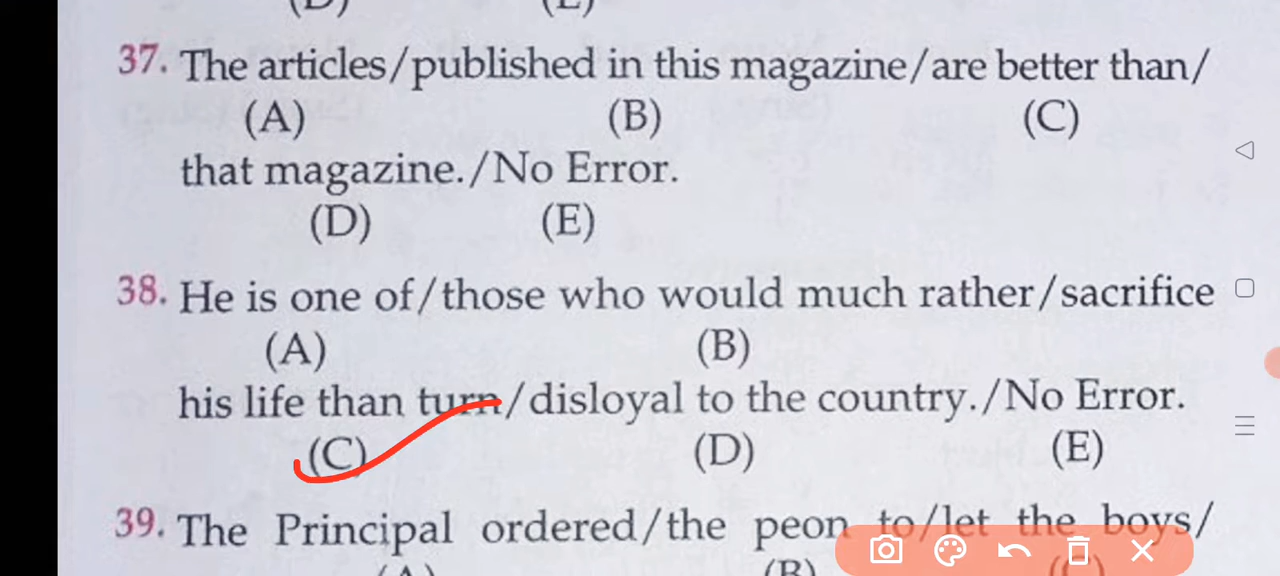 37. The articles/published in this magazine/are better than/
(A) (B) (C)
that magazine./No Error.
(D) (E)
38. He is one of/those who would much rather/sacrifice
(A) (B)
his life than turn/disloyal to the country./No Error.
(C) (D) (E)
39. The Principal ordered/the peon to/let the boys/